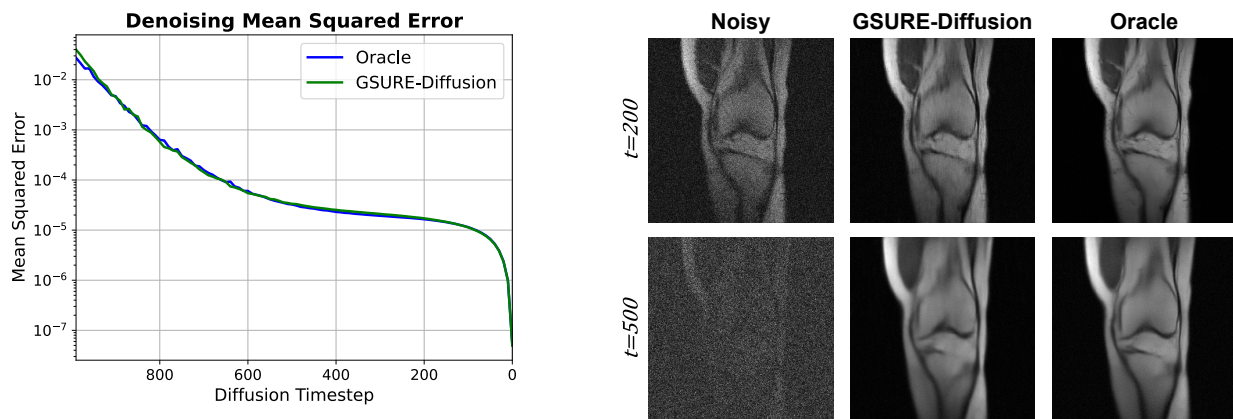 Denoising Mean Squared Error
Mean Squared Error
10⁻²
10⁻³
10⁻⁴
10⁻⁵
10⁻⁶
10⁻⁷
Oracle
GSURE-Diffusion
800
600
400
200
0
Diffusion Timestep
Noisy
GSURE-Diffusion
Oracle
t=200
t=500